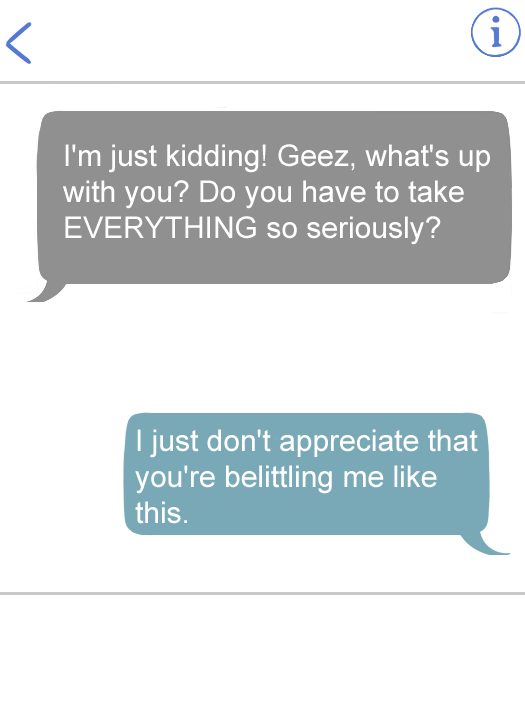 i
I'm just kidding! Geez, what's up
with you? Do you have to take
EVERYTHING so seriously?
I just don't appreciate that
you're belittling me like
this.